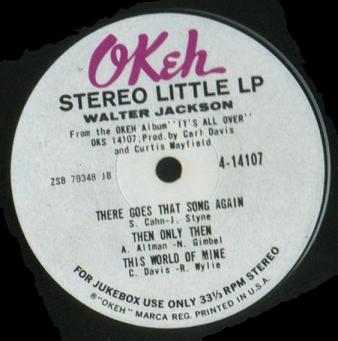 OKeh
STEREO LITTLE LP
WALTER JACKSON
From the OKEH Album "IT'S ALL OVER"
OKS 14107; Prod. by Carl Davis
and Curtis Mayfield
4-14107
ZSB 79348 JB
THERE GOES THAT SONG AGAIN
S. Cahn-J. Styne
THEN ONLY THEN
A. Altman -N. Gimbel
THIS WORLD OF MINE
C. Davis -R. Wylie
FOR JUKEBOX USE ONLY 33⅓ RPM STEREO
® "OKEH" MARCA REG. PRINTED IN U.S.A.